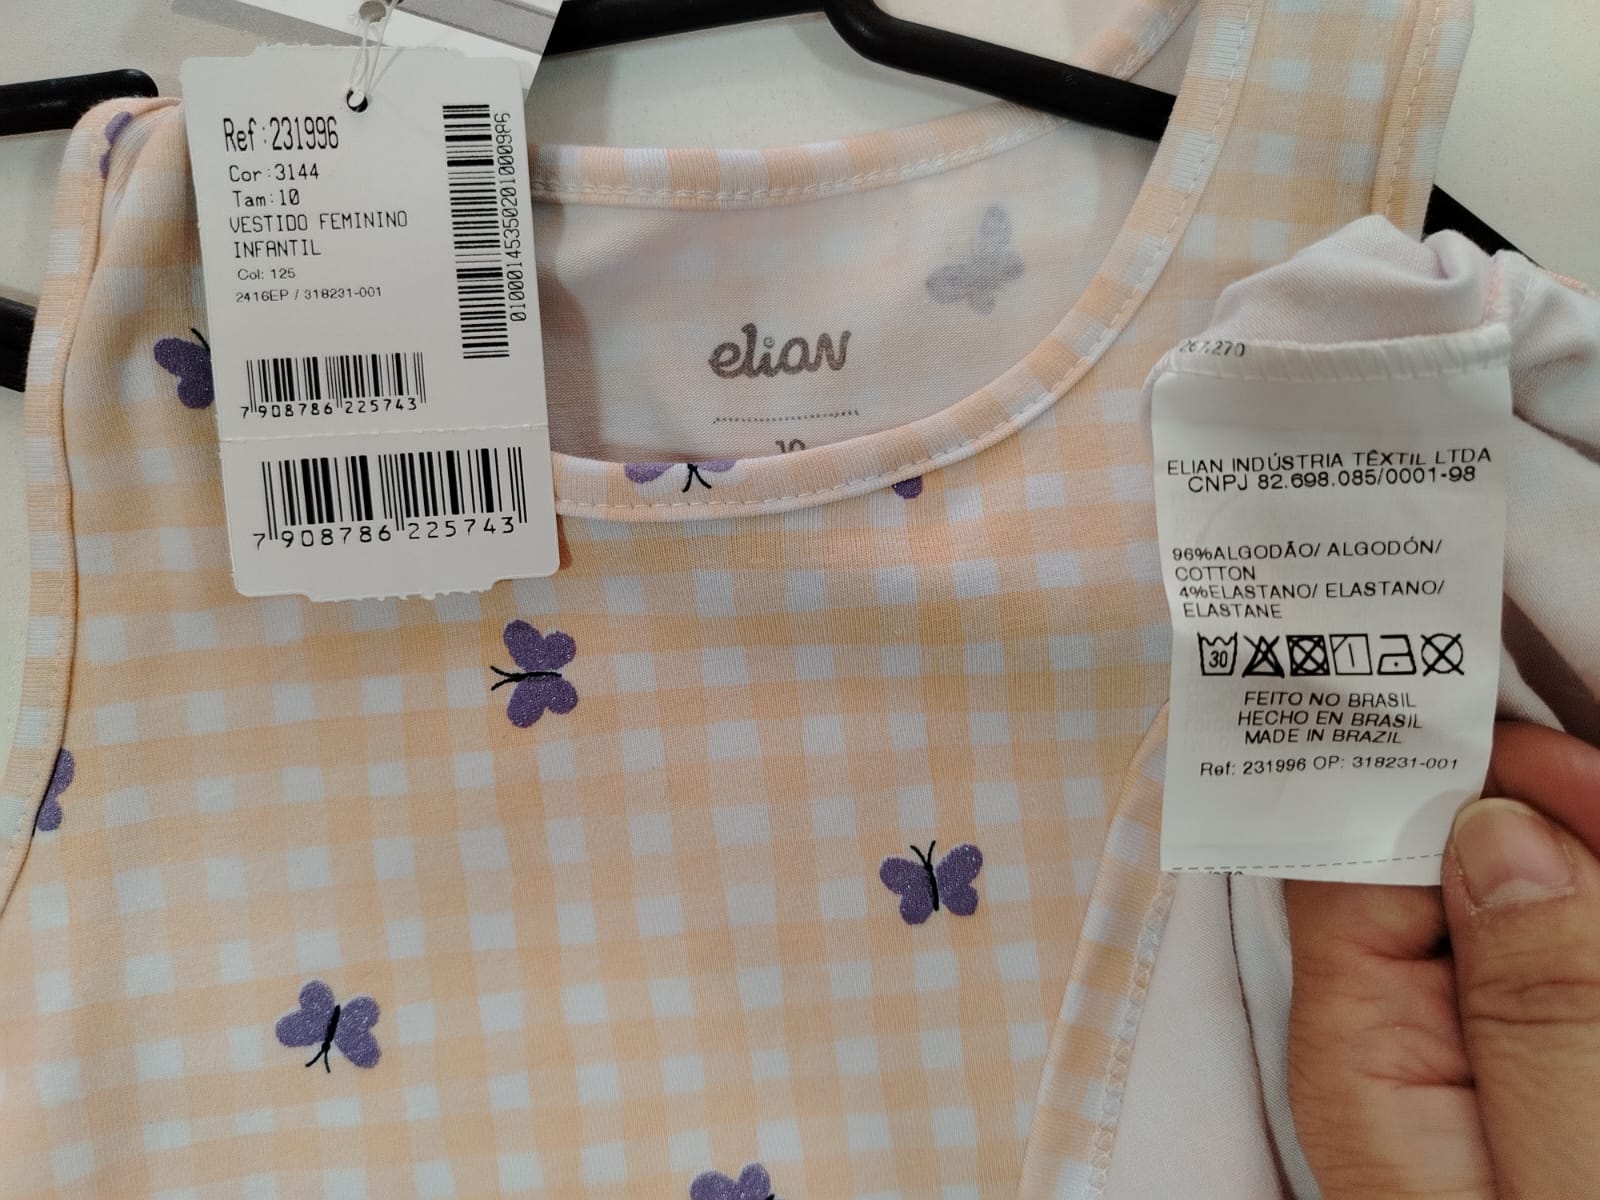 Ref:231996
Cor:3144
Tam:10
VESTIDO FEMININO
INFANTIL
Col: 125
2416EP / 318231-001
010000145350201000986
7 908786 225743
7 908786 225743
elian
10
267.270
ELIAN INDÚSTRIA TÊXTIL LTDA
CNPJ 82.698.085/0001-98
96%ALGODÃO/ ALGODÓN/
COTTON
4%ELASTANO/ ELASTANO/
ELASTANE
30
FEITO NO BRASIL
HECHO EN BRASIL
MADE IN BRAZIL
Ref: 231996 OP: 318231-001